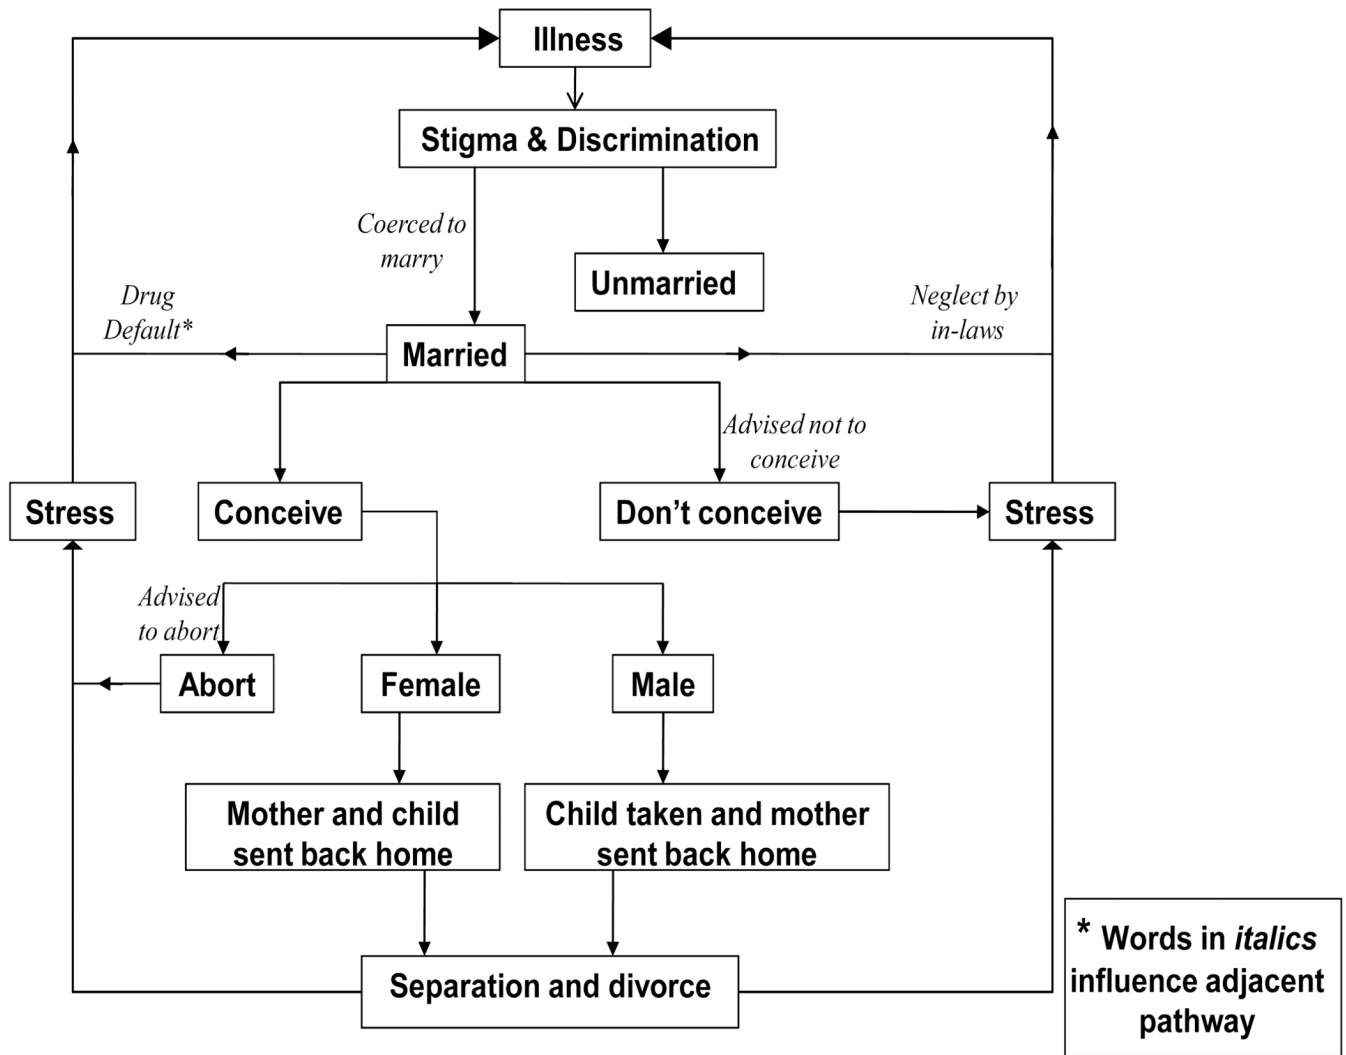 Illness
Stigma & Discrimination
Coerced to
marry
Unmarried
Drug
Default*
Neglect by
in-laws
Married
Advised not to
conceive
Stress
Conceive
Don’t conceive
Stress
Advised
to abort
Abort
Female
Male
Mother and child
sent back home
Child taken and mother
sent back home
Separation and divorce
* Words in italics
influence adjacent
pathway